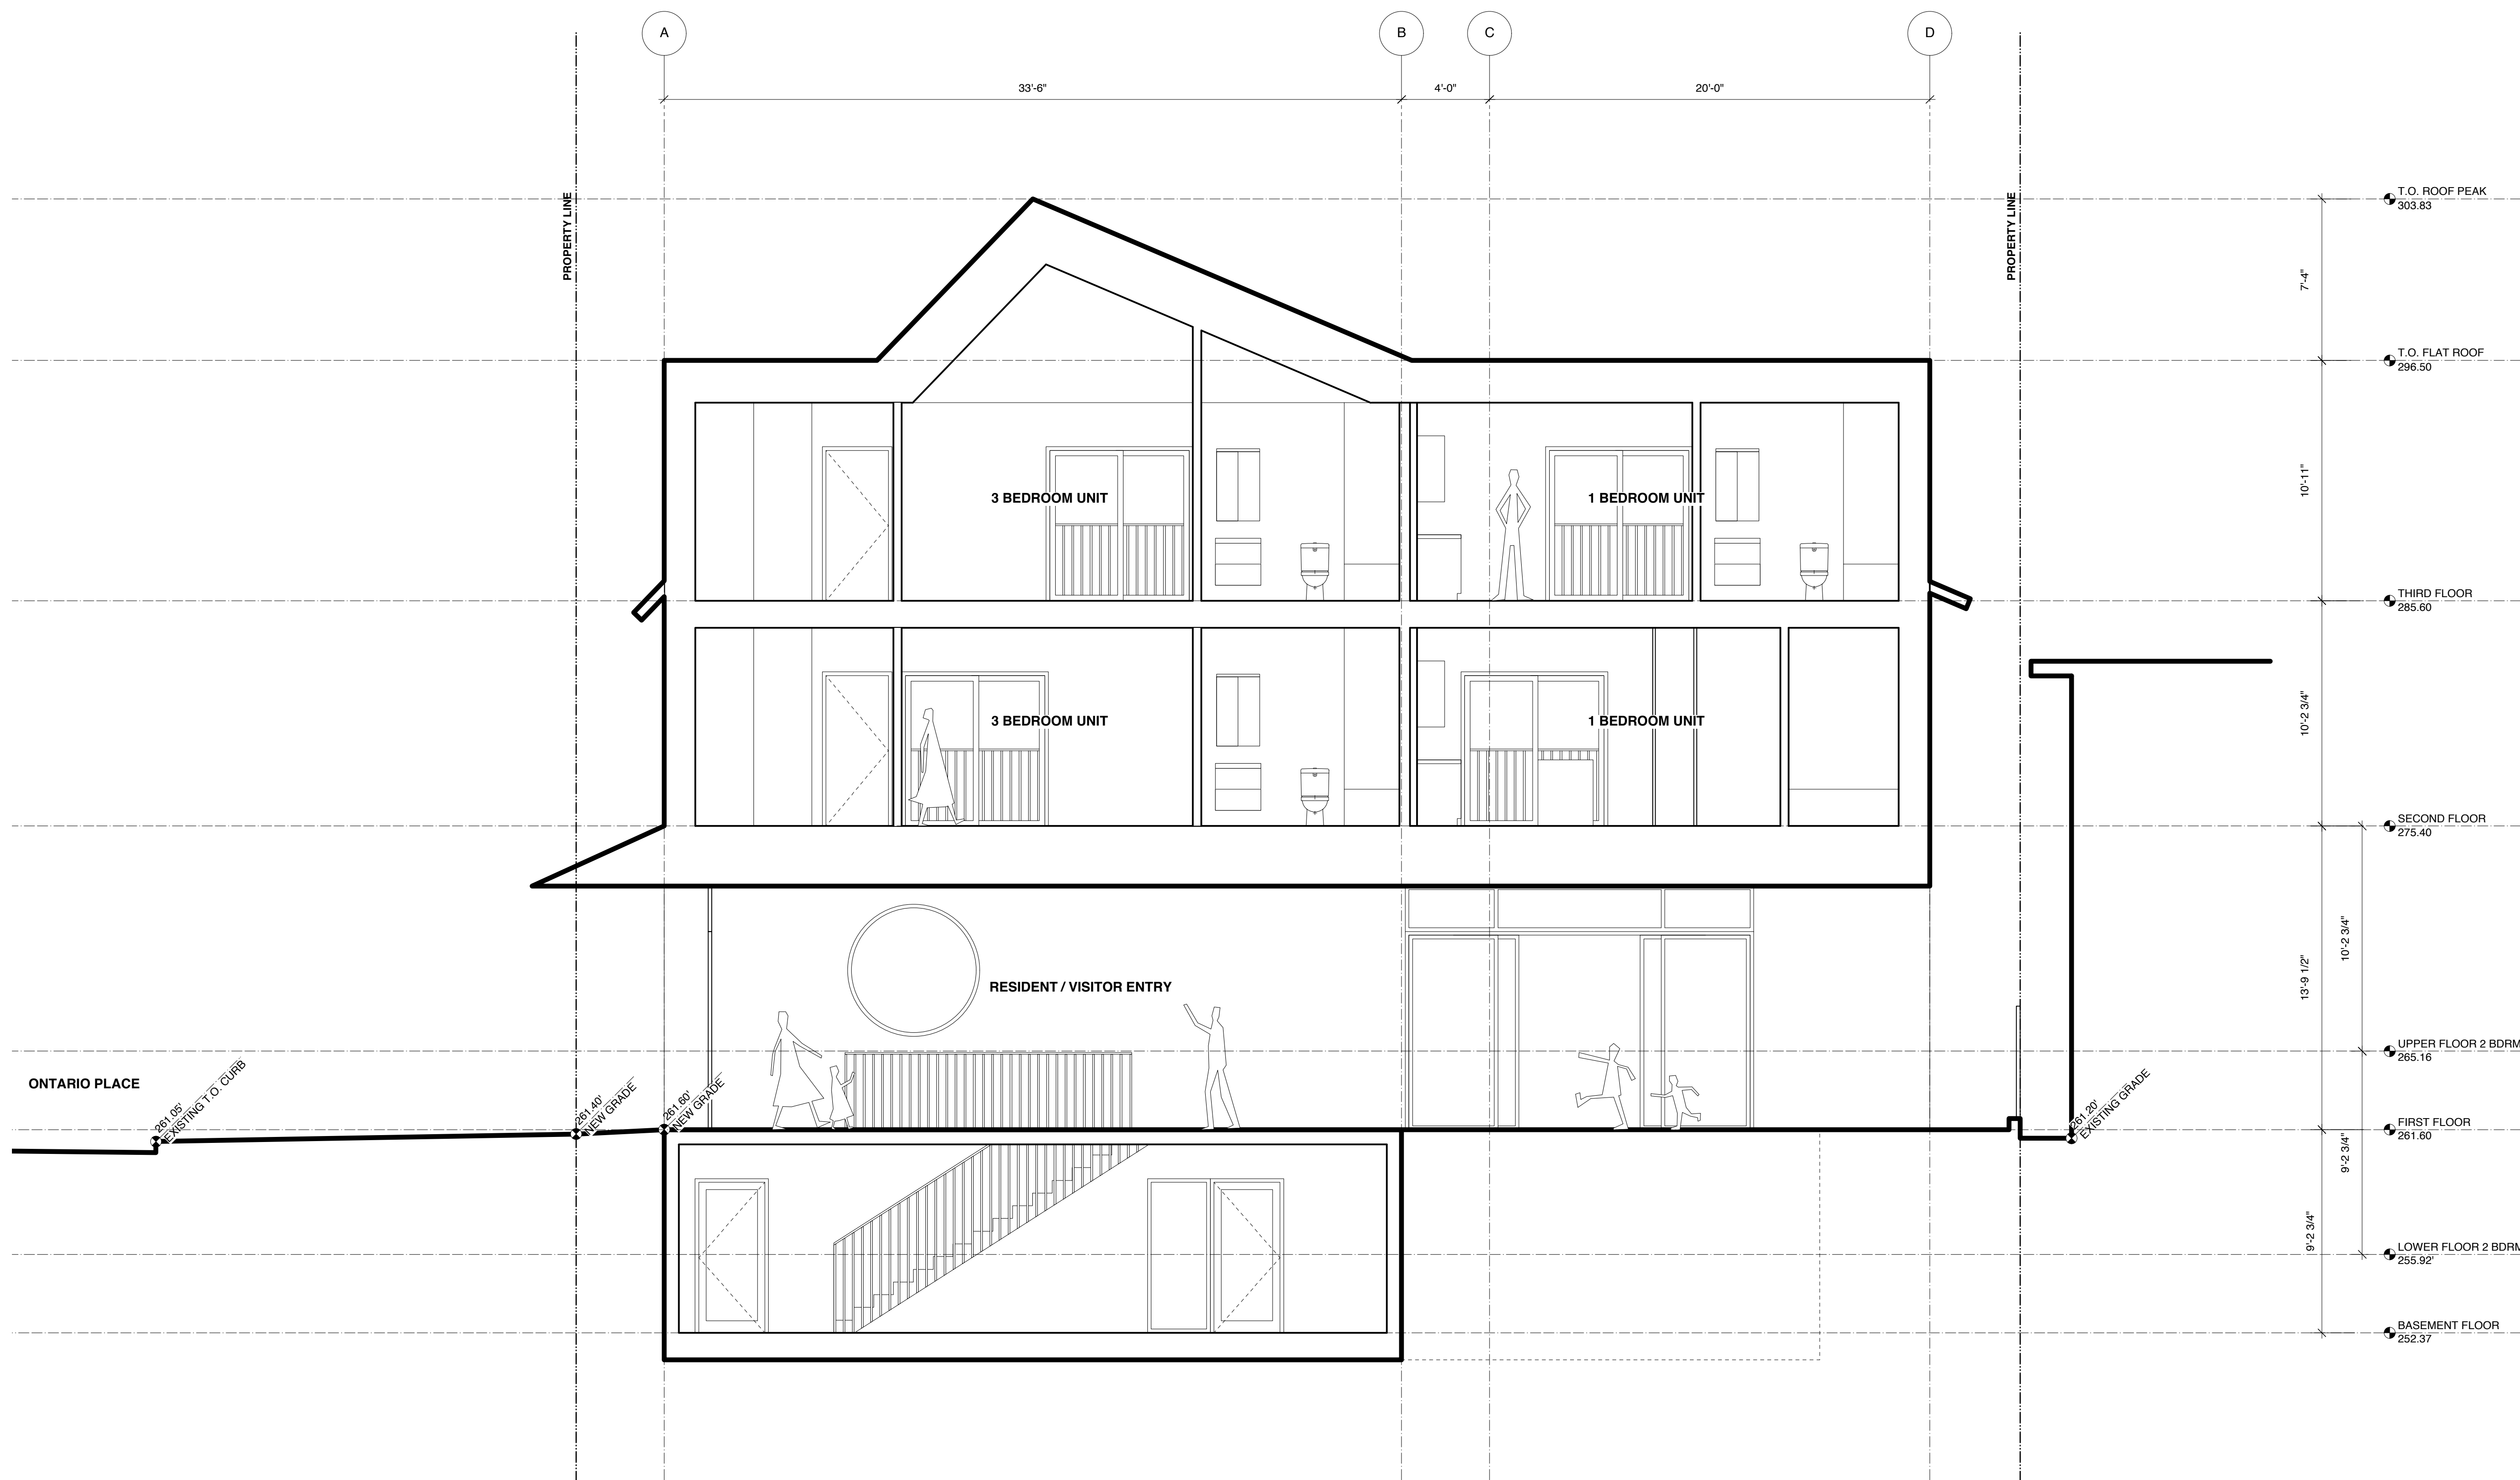 A
B
C
D
33'-6"
4'-0"
20'-0"
PROPERTY LINE
PROPERTY LINE
T.O. ROOF PEAK
303.83
7'-4"
T.O. FLAT ROOF
296.50
10'-11"
3 BEDROOM UNIT
1 BEDROOM UNIT
THIRD FLOOR
285.60
10'-2 3/4"
3 BEDROOM UNIT
1 BEDROOM UNIT
SECOND FLOOR
275.40
10'-2 3/4"
13'-9 1/2"
RESIDENT / VISITOR ENTRY
UPPER FLOOR 2 BDRM
265.16
ONTARIO PLACE
261.05'
EXISTING T.O. CURB
261.40'
NEW GRADE
261.60'
NEW GRADE
261.20'
EXISTING GRADE
FIRST FLOOR
261.60
9'-2 3/4"
9'-2 3/4"
LOWER FLOOR 2 BDRM
255.92'
BASEMENT FLOOR
252.37